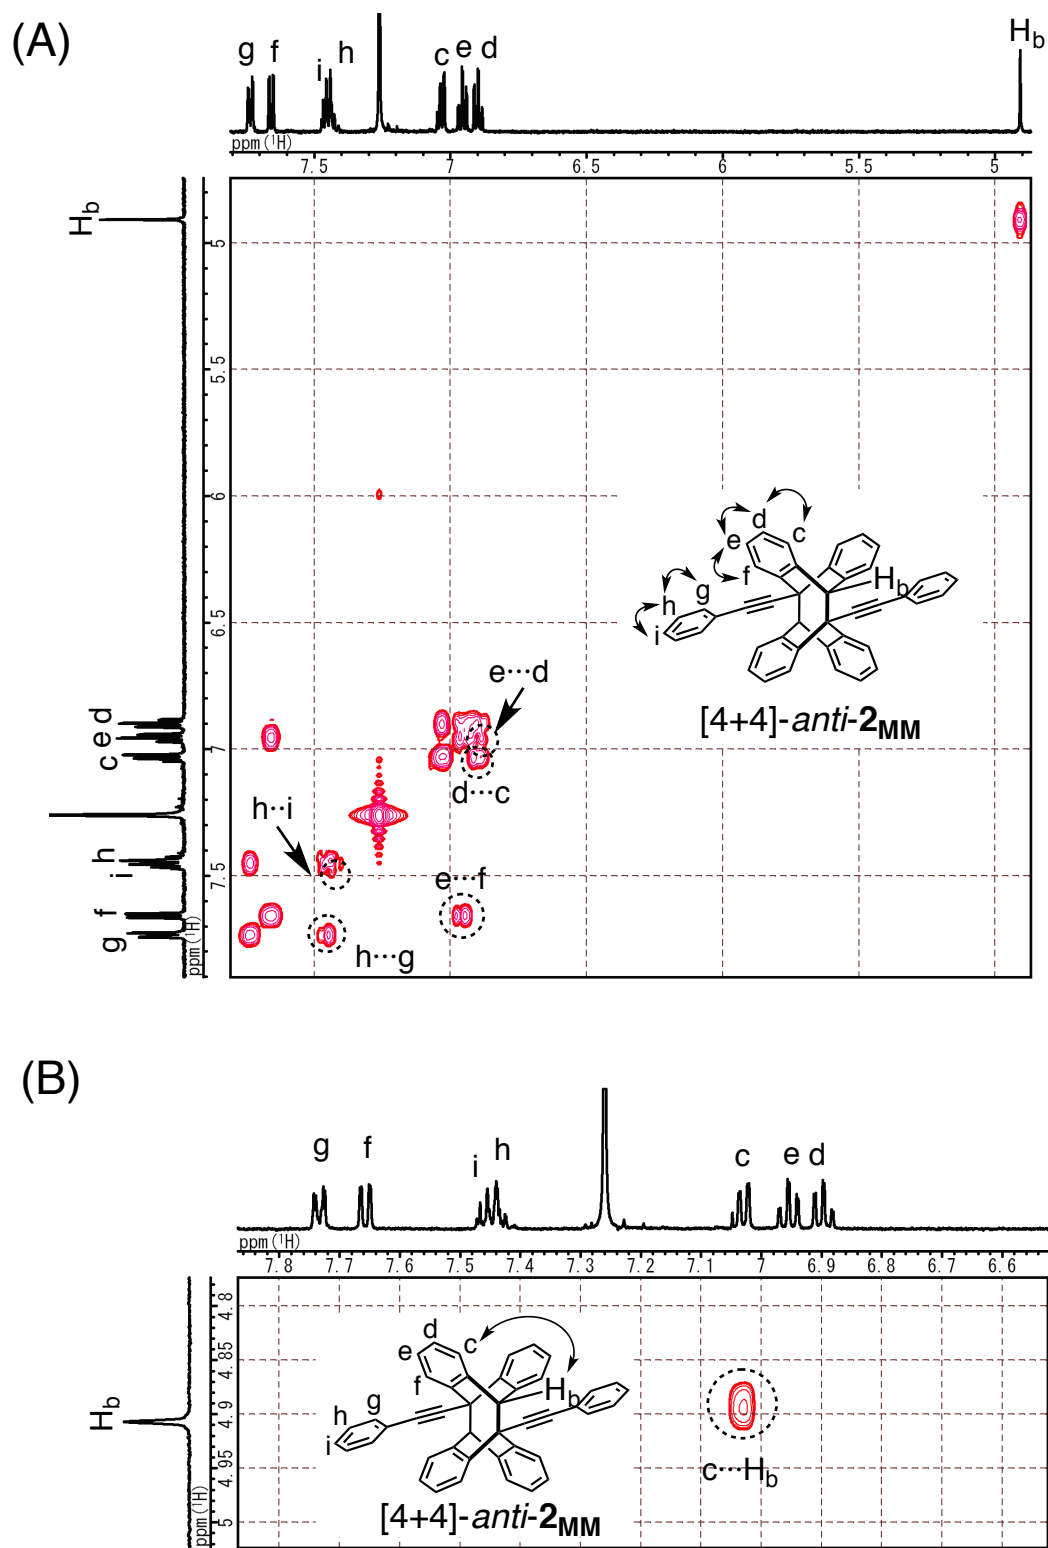 (A)
g f i h c e d H_b
ppm(¹H)
7.5 7 6.5 6 5.5 5
H_b
5
5.5
6
6.5
7
7.5
c e d
i h
g f
ppm(¹H)
d
e c
f
H_b
g
h
i
[4+4]-anti-2MM
e···d
d···c
h··i
e···f
h···g
(B)
g f i h c e d
ppm(¹H)
7.8 7.7 7.6 7.5 7.4 7.3 7.2 7.1 7 6.9 6.8 6.7 6.6
H_b
4.8
4.85
4.9
4.95
5
ppm(¹H)
d
e c
f
H_b
g
h
i
c···H_b
[4+4]-anti-2MM